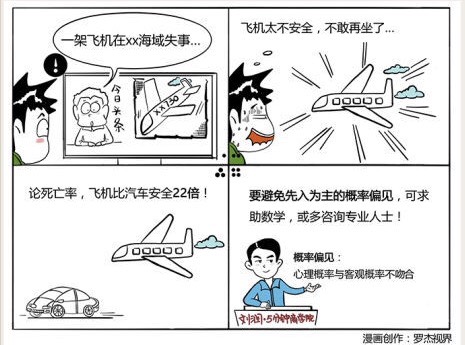 一架飞机在xx海域失事...
今日头条
XX730
飞机太不安全，不敢再坐了...
论死亡率，飞机比汽车安全22倍！
要避免先入为主的概率偏见，可求
助数学，或多咨询专业人士！
概率偏见：
心理概率与客观概率不吻合
刘润·5分钟商学院
漫画创作：罗杰视界